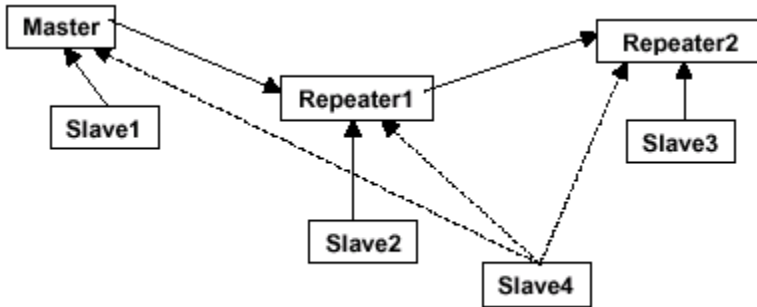 Master
Repeater2
Repeater1
Slave1
Slave3
Slave2
Slave4